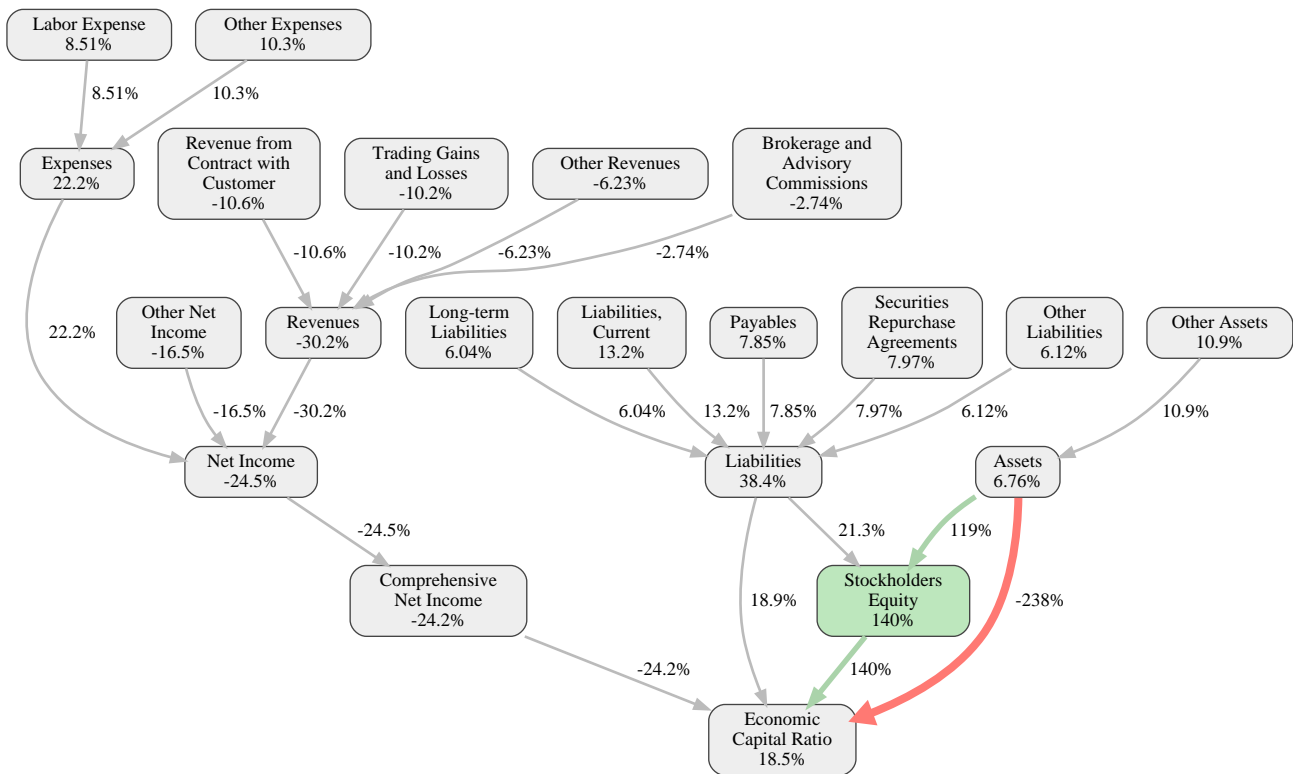 Labor Expense
8.51%
Other Expenses
10.3%
8.51%
10.3%
Expenses
22.2%
Revenue from
Contract with
Customer
-10.6%
Trading Gains
and Losses
-10.2%
Other Revenues
-6.23%
Brokerage and
Advisory
Commissions
-2.74%
-10.6%
-10.2%
-6.23%
-2.74%
22.2%
Other Net
Income
-16.5%
Revenues
-30.2%
Long-term
Liabilities
6.04%
Liabilities,
Current
13.2%
Payables
7.85%
Securities
Repurchase
Agreements
7.97%
Other
Liabilities
6.12%
Other Assets
10.9%
-16.5%
-30.2%
6.04%
13.2%
7.85%
7.97%
6.12%
10.9%
Net Income
-24.5%
Liabilities
38.4%
Assets
6.76%
-24.5%
21.3%
119%
Comprehensive
Net Income
-24.2%
18.9%
Stockholders
Equity
140%
-238%
-24.2%
140%
Economic
Capital Ratio
18.5%